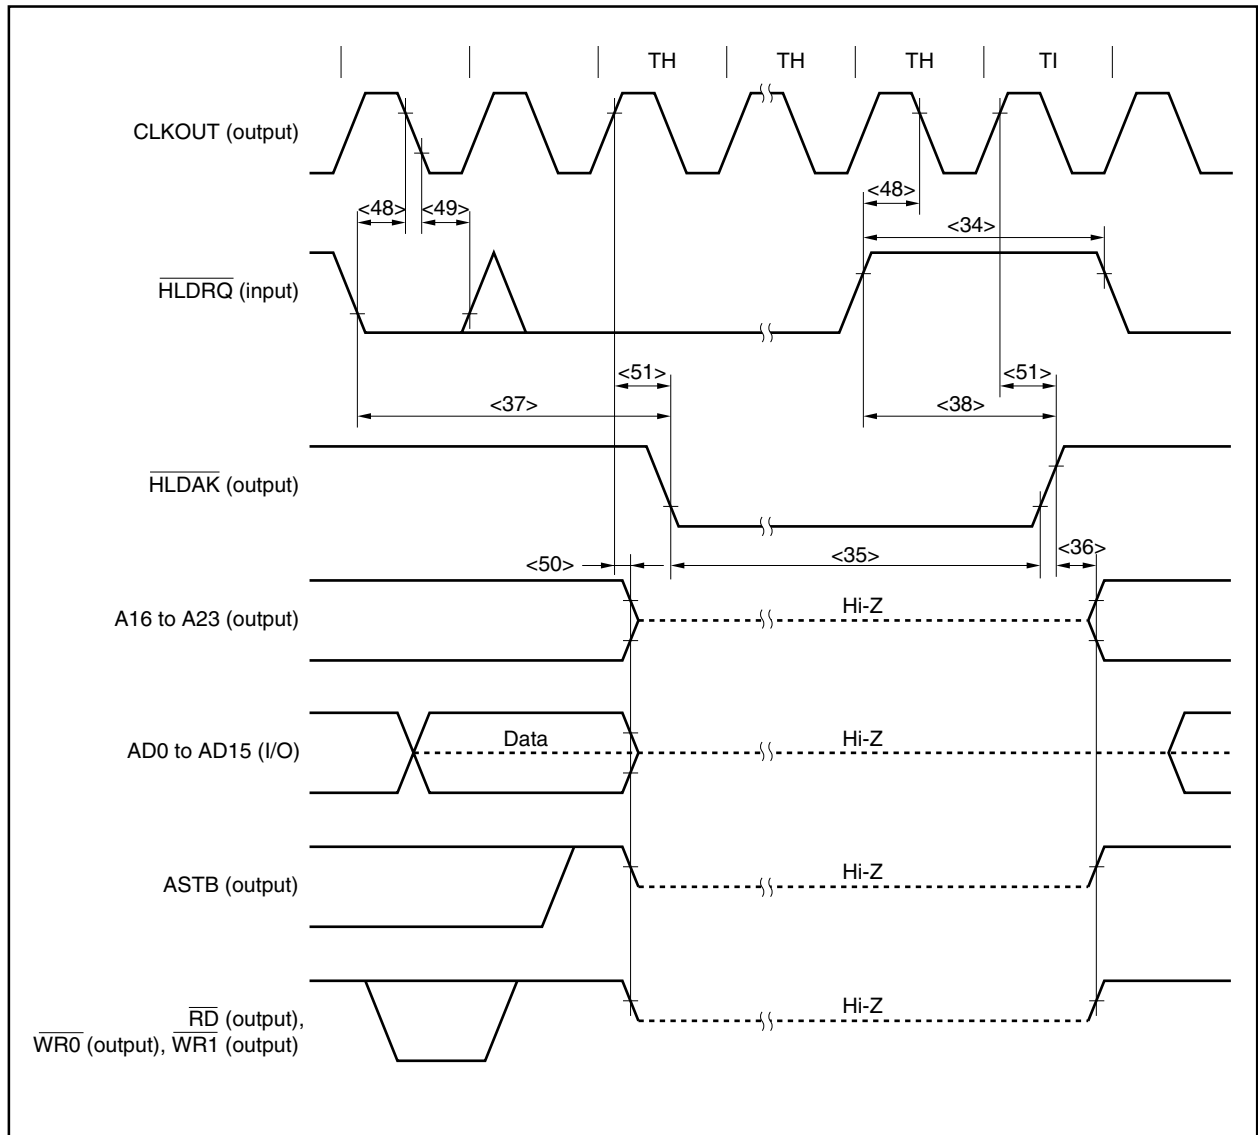 TH TH TH TI
CLKOUT (output)
<48>
<48> <49>
<34>
HLDRQ (input)
<51> <51>
<37> <38>
HLDAK (output)
<50> <35> <36>
Hi-Z
A16 to A23 (output)
Data Hi-Z
AD0 to AD15 (I/O)
Hi-Z
ASTB (output)
Hi-Z
RD (output),
WR0 (output), WR1 (output)